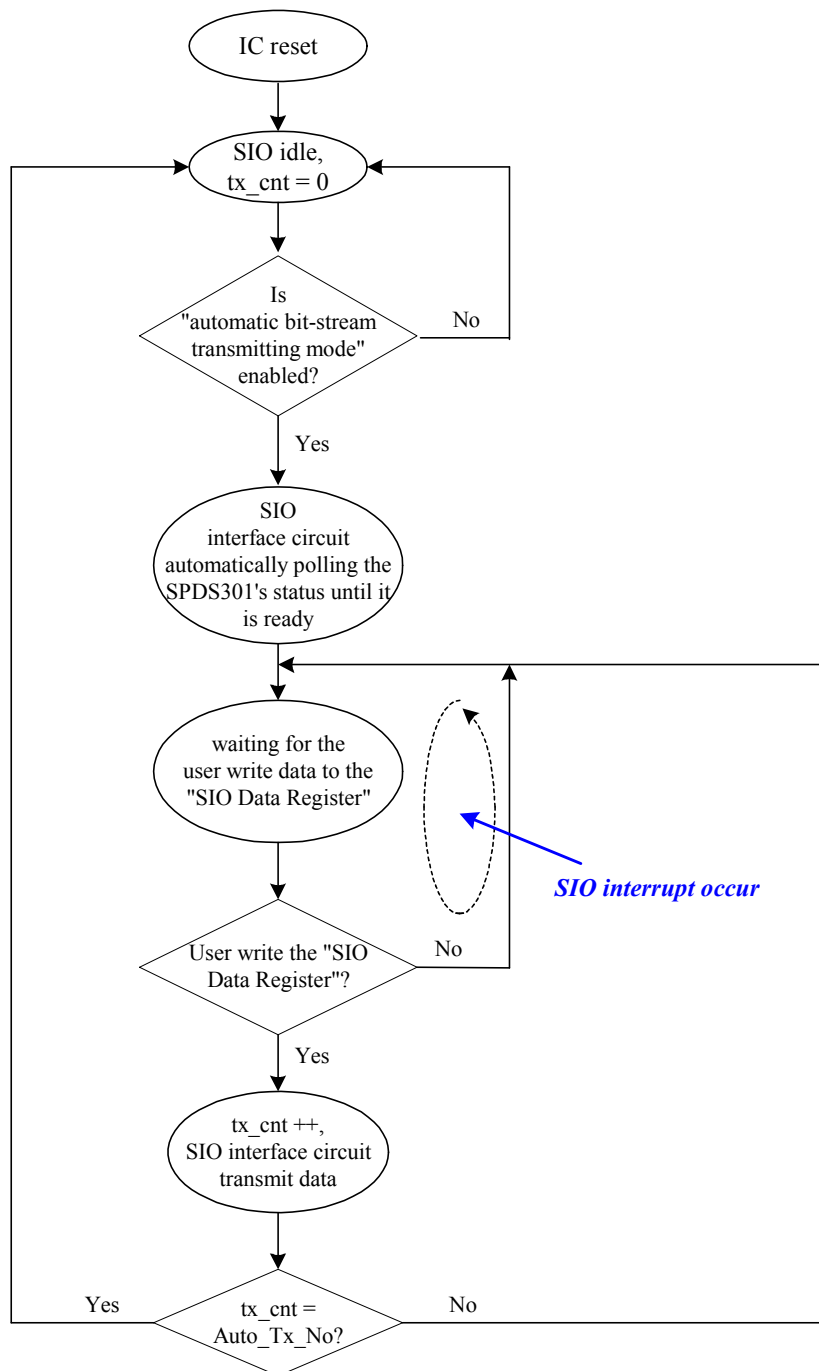 IC reset
SIO idle,
tx_cnt = 0
Is
"automatic bit-stream
transmitting mode"
enabled?
No
Yes
SIO
interface circuit
automatically polling the
SPDS301's status until it
is ready
waiting for the
user write data to the
"SIO Data Register"
SIO interrupt occur
User write the "SIO
Data Register"?
No
Yes
tx_cnt ++,
SIO interface circuit
transmit data
Yes
tx_cnt =
Auto_Tx_No?
No